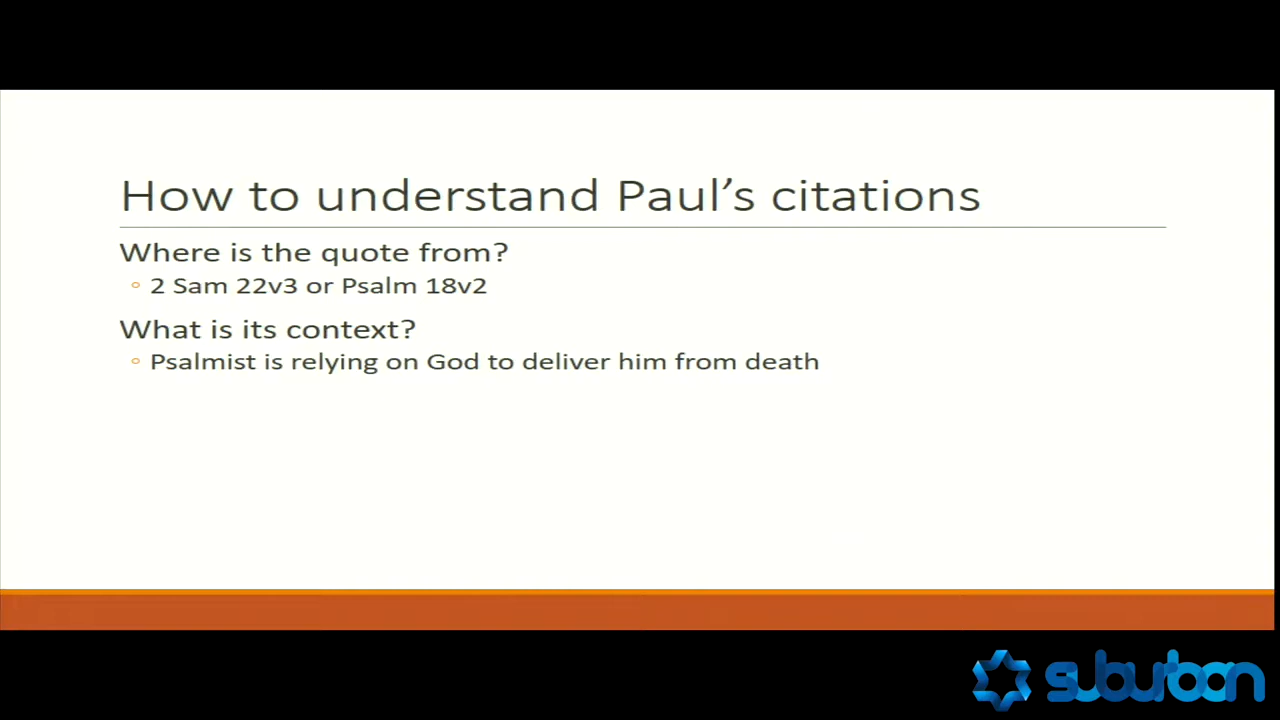 How to understand Paul’s citations
Where is the quote from?
2 Sam 22v3 or Psalm 18v2
What is its context?
Psalmist is relying on God to deliver him from death
suburban